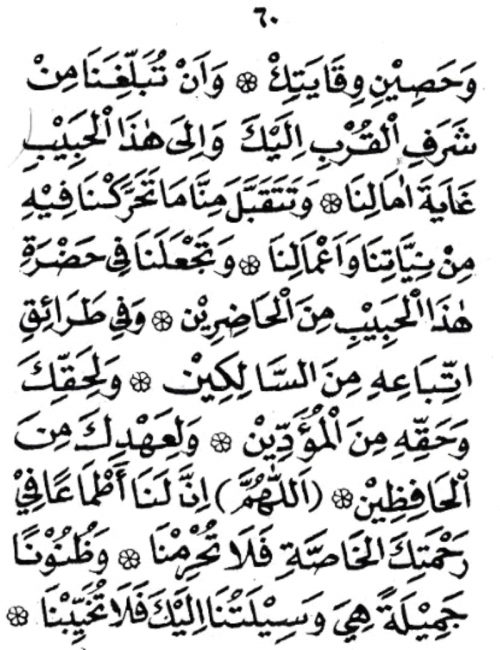 ٦٠
وَحَصِيْنِ وِقَايَتِكْ ۞ وَاَنْ تُبَلِّغَنَا مِنْ
شَرَفِ الْقُرْبِ اِلَيْكَ وَاِلَى هٰذَا الْحَبِيْبِ
غَايَةَ اٰمَالِنَا ۞ وَتَتَقَبَّلَ مِنَّا مَا تَحَرَّكْنَا فِيْهِ
مِنْ نِيَّاتِنَا وَاَعْمَالِنَا ۞ وَتَجْعَلَنَا فِى حَضْرَةِ
هٰذَا الْحَبِيْبِ مِنَ الْحَاضِرِيْن ۞ وَفِى طَرَائِقِ
اتِّبَاعِهِ مِنَ السَّالِكِيْن ۞ وَلِحَقِّكَ
وَحَقِّهِ مِنَ الْمُؤَدِّيْن ۞ وَلِعَهْدِكَ مِنَ
الْحَافِظِيْن ۞ (اَللّٰهُمَّ) اِنَّ لَنَا أَطْمَاعًا فِيْ
رَحْمَتِكَ الْخَاصَّةِ فَلَا تُحْرِمْنَا ۞ وَظُنُوْنًا
جَمِيْلَةً هِيَ وَسِيْلَتُنَا اِلَيْكَ فَلَا تُخَيِّبْنَا ۞